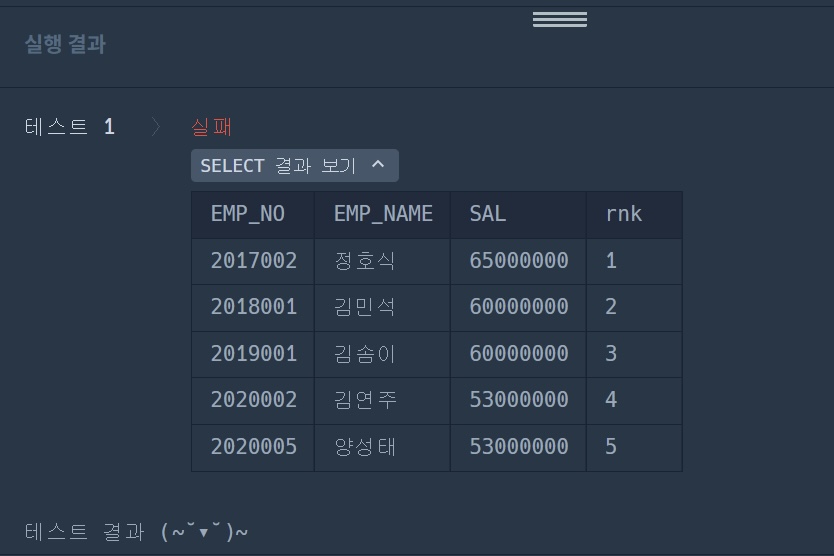 실행 결과
테스트 1 〉 실패
SELECT 결과 보기
EMP_NO EMP_NAME SAL rnk
2017002 정호식 65000000 1
2018001 김민석 60000000 2
2019001 김솜이 60000000 3
2020002 김연주 53000000 4
2020005 양성태 53000000 5
테스트 결과 (~˘▾˘)~